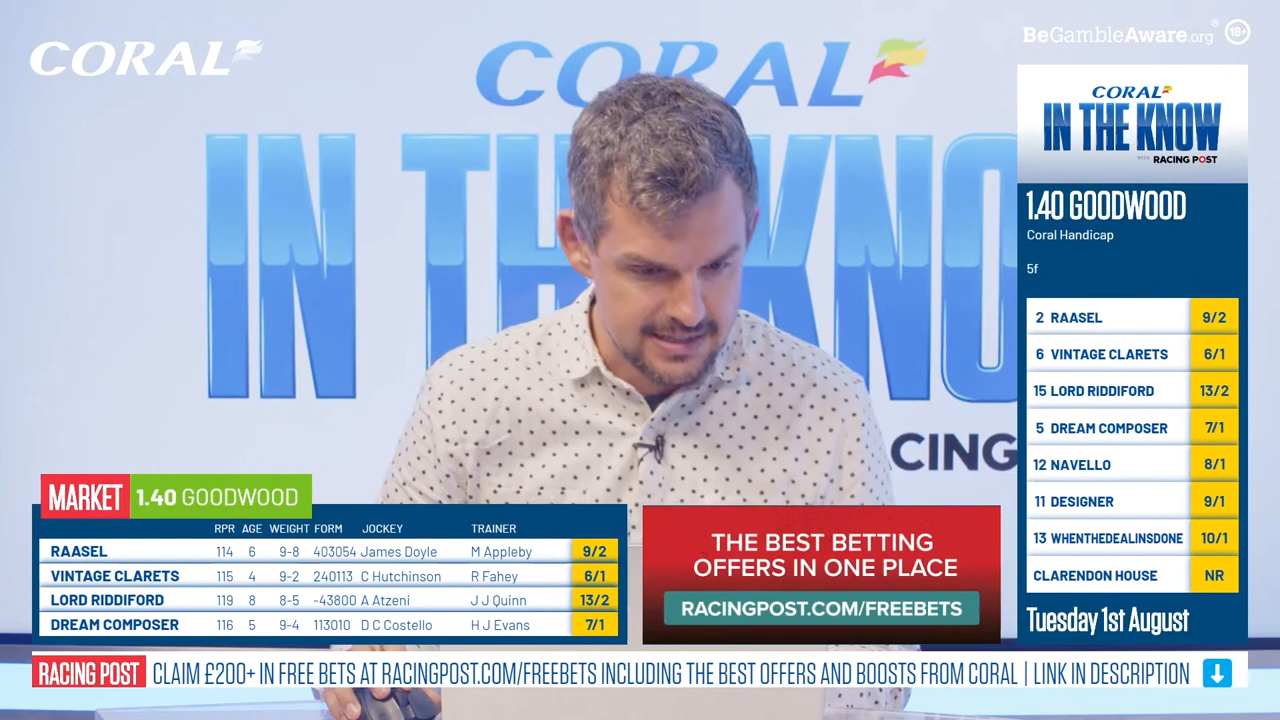 CORAL
BeGambleAware.org® 18+
CORAL
IN THE KNO
CING
CORAL
IN THE KNOW
WITH RACING POST
1.40 GOODWOOD
Coral Handicap
5f
2 RAASEL 9/2
6 VINTAGE CLARETS 6/1
15 LORD RIDDIFORD 13/2
5 DREAM COMPOSER 7/1
12 NAVELLO 8/1
11 DESIGNER 9/1
13 WHENTHEDEALINSDONE 10/1
CLARENDON HOUSE NR
Tuesday 1st August
MARKET 1.40 GOODWOOD
RPR AGE WEIGHT FORM JOCKEY TRAINER
RAASEL 114 6 9-8 403054 James Doyle M Appleby 9/2
VINTAGE CLARETS 115 4 9-2 240113 C Hutchinson R Fahey 6/1
LORD RIDDIFORD 119 8 8-5 -43800 A Atzeni J J Quinn 13/2
DREAM COMPOSER 116 5 9-4 113010 D C Costello H J Evans 7/1
THE BEST BETTING
OFFERS IN ONE PLACE
RACINGPOST.COM/FREEBETS
RACING POST CLAIM £200+ IN FREE BETS AT RACINGPOST.COM/FREEBETS INCLUDING THE BEST OFFERS AND BOOSTS FROM CORAL | LINK IN DESCRIPTION